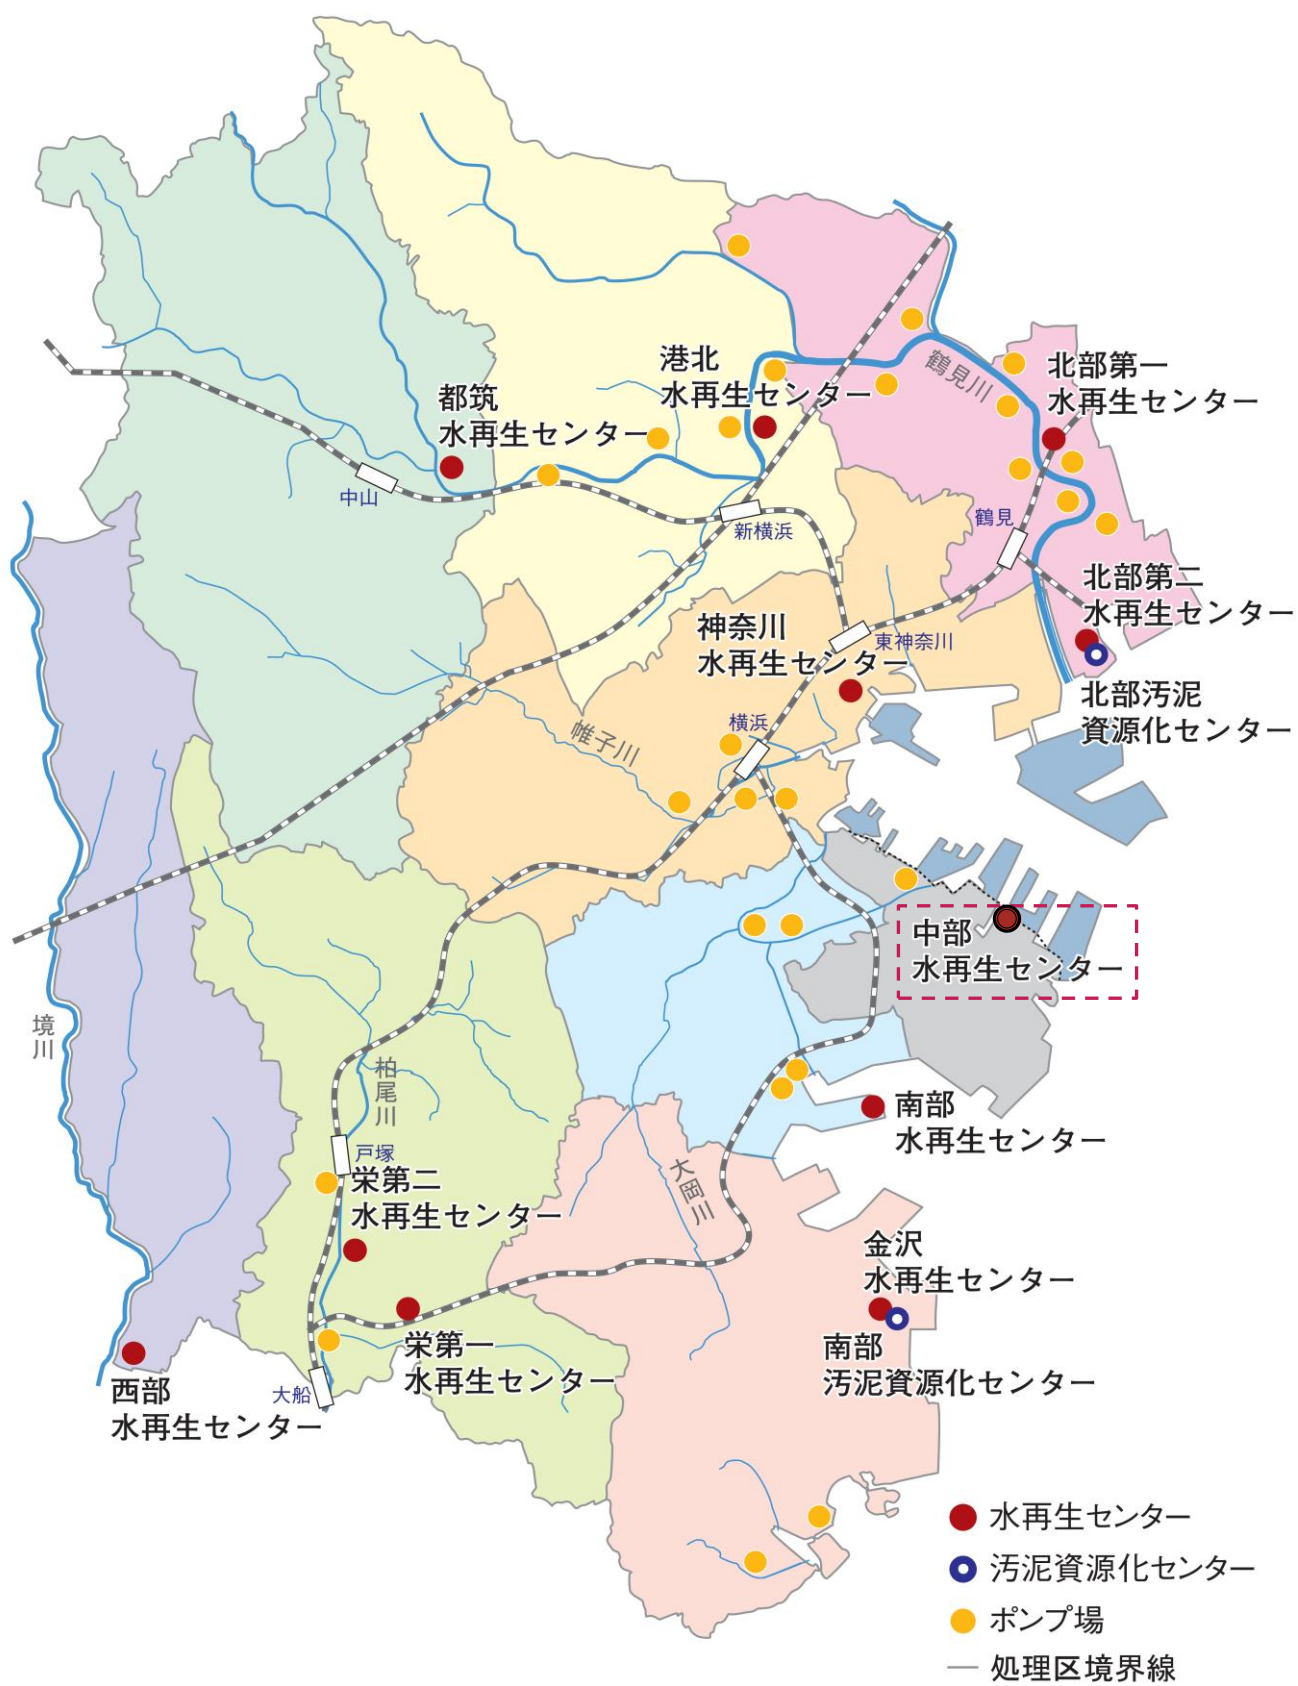 港北
水再生センター
鶴見川
北部第一
水再生センター
都筑
水再生センター
中山
新横浜
鶴見
北部第二
水再生センター
神奈川
水再生センター
東神奈川
北部汚泥
資源化センター
横浜
帷子川
中部
水再生センター
境川
柏尾川
南部
水再生センター
戸塚
栄第二
水再生センター
大岡川
金沢
水再生センター
南部
汚泥資源化センター
栄第一
水再生センター
西部
水再生センター
大船
水再生センター
汚泥資源化センター
ポンプ場
処理区境界線